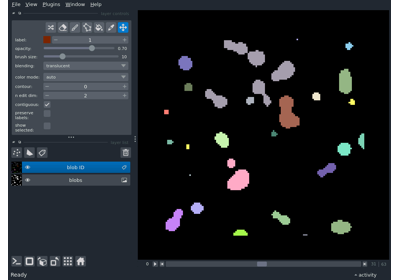 File View Plugins Window Help
label: 1
opacity: 0.70
brush size: 10
blending: translucent
color mode: auto
contour: 0
n edit dim: 2
contiguous: ✓
preserve labels:
show selected:
blob ID
blobs
0
Ready
activity